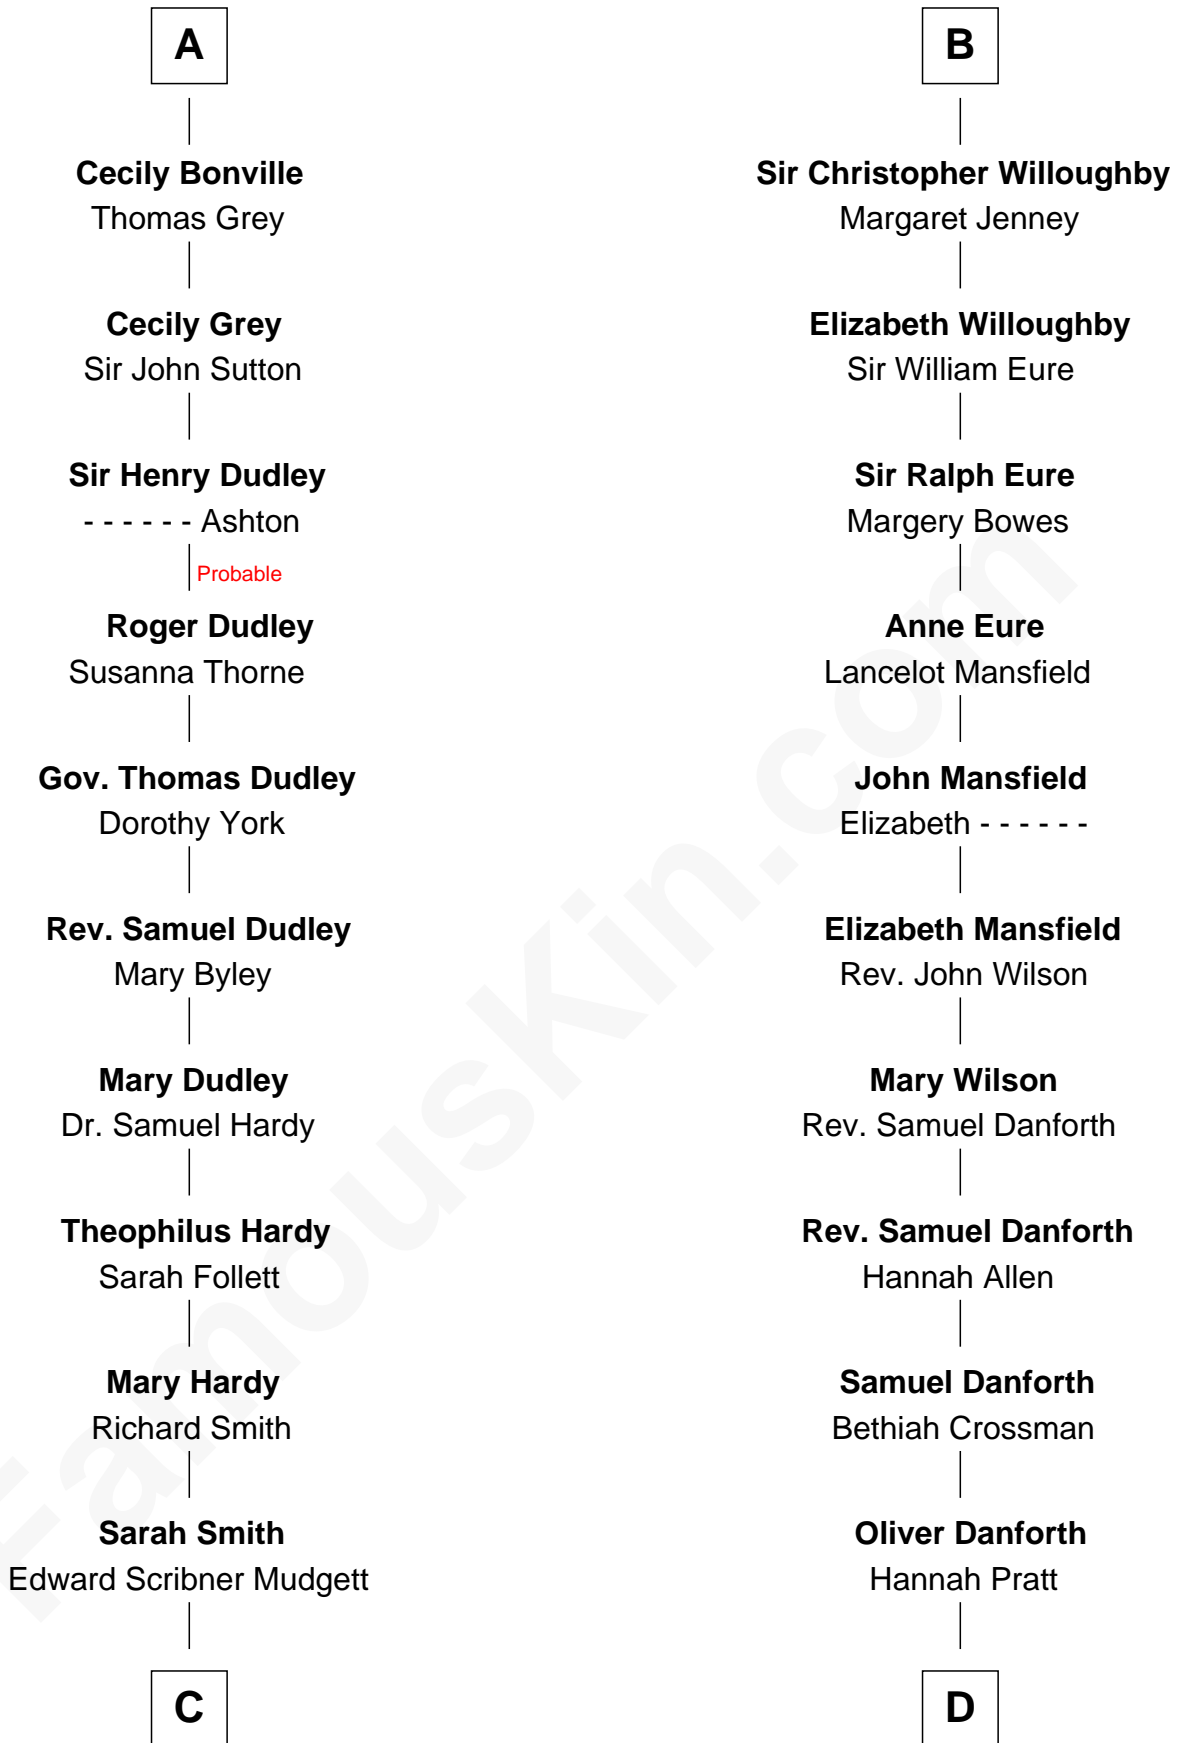 A
Cecily Bonville
Thomas Grey
Cecily Grey
Sir John Sutton
Sir Henry Dudley
- - - - - - Ashton
Probable
Roger Dudley
Susanna Thorne
Gov. Thomas Dudley
Dorothy York
Rev. Samuel Dudley
Mary Byley
Mary Dudley
Dr. Samuel Hardy
Theophilus Hardy
Sarah Follett
Mary Hardy
Richard Smith
Sarah Smith
Edward Scribner Mudgett
C
B
Sir Christopher Willoughby
Margaret Jenney
Elizabeth Willoughby
Sir William Eure
Sir Ralph Eure
Margery Bowes
Anne Eure
Lancelot Mansfield
John Mansfield
Elizabeth - - - - - -
Elizabeth Mansfield
Rev. John Wilson
Mary Wilson
Rev. Samuel Danforth
Rev. Samuel Danforth
Hannah Allen
Samuel Danforth
Bethiah Crossman
Oliver Danforth
Hannah Pratt
D
FamousKin.com